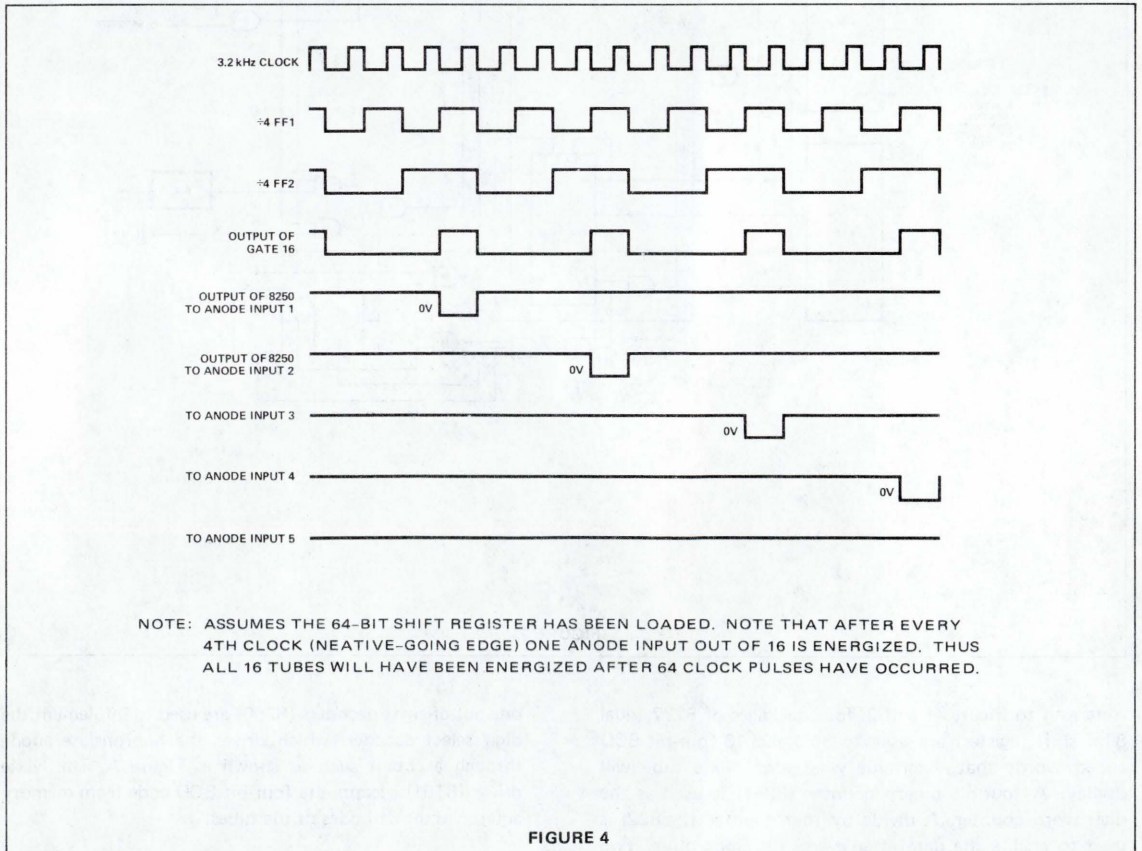 3.2 kHz CLOCK
÷4 FF1
÷4 FF2
OUTPUT OF
GATE 16
OUTPUT OF 8250
TO ANODE INPUT 1
0V
OUTPUT OF 8250
TO ANODE INPUT 2
0V
TO ANODE INPUT 3
0V
TO ANODE INPUT 4
0V
TO ANODE INPUT 5
NOTE: ASSUMES THE 64-BIT SHIFT REGISTER HAS BEEN LOADED. NOTE THAT AFTER EVERY
4TH CLOCK (NEATIVE-GOING EDGE) ONE ANODE INPUT OUT OF 16 IS ENERGIZED. THUS
ALL 16 TUBES WILL HAVE BEEN ENERGIZED AFTER 64 CLOCK PULSES HAVE OCCURRED.
FIGURE 4